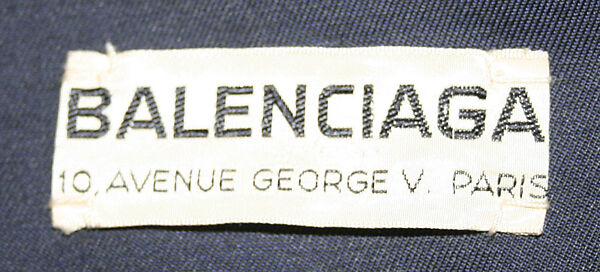 BALENCIAGA
10, AVENUE GEORGE V. PARIS